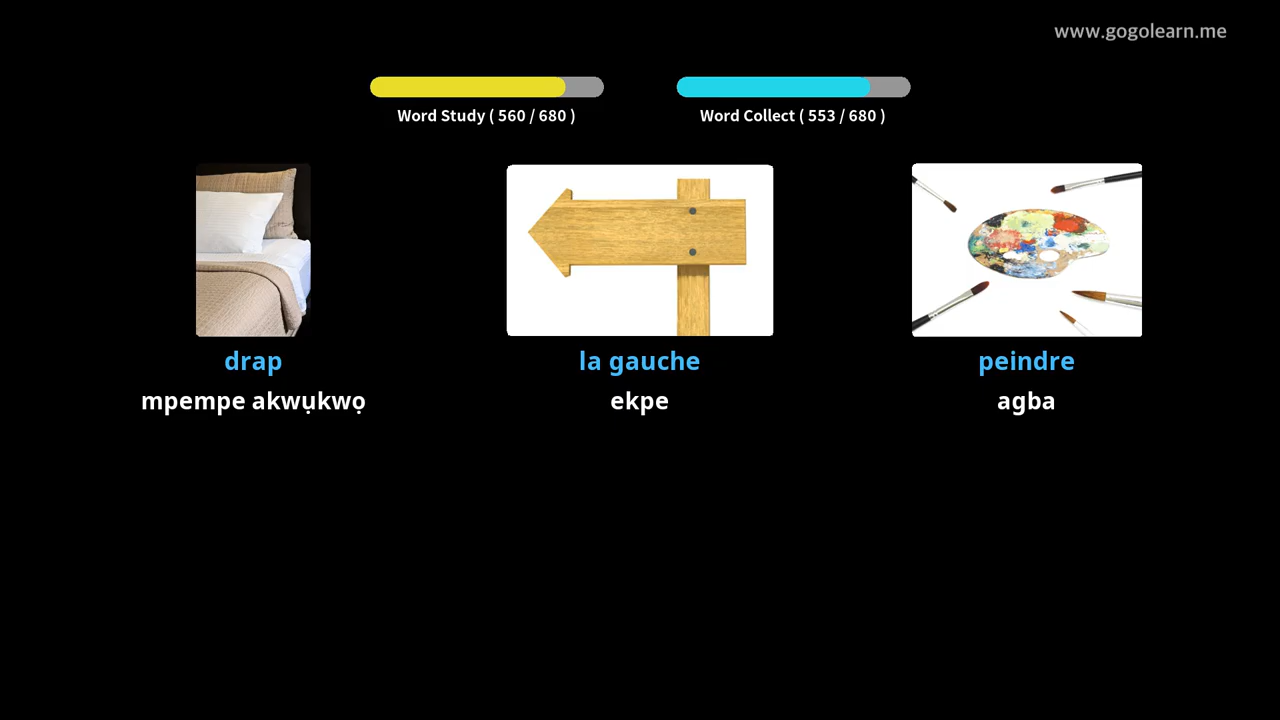 www.gogolearn.me
Word Study ( 560 / 680 )
Word Collect ( 553 / 680 )
drap
la gauche
peindre
mpempe akwụkwọ
ekpe
agba